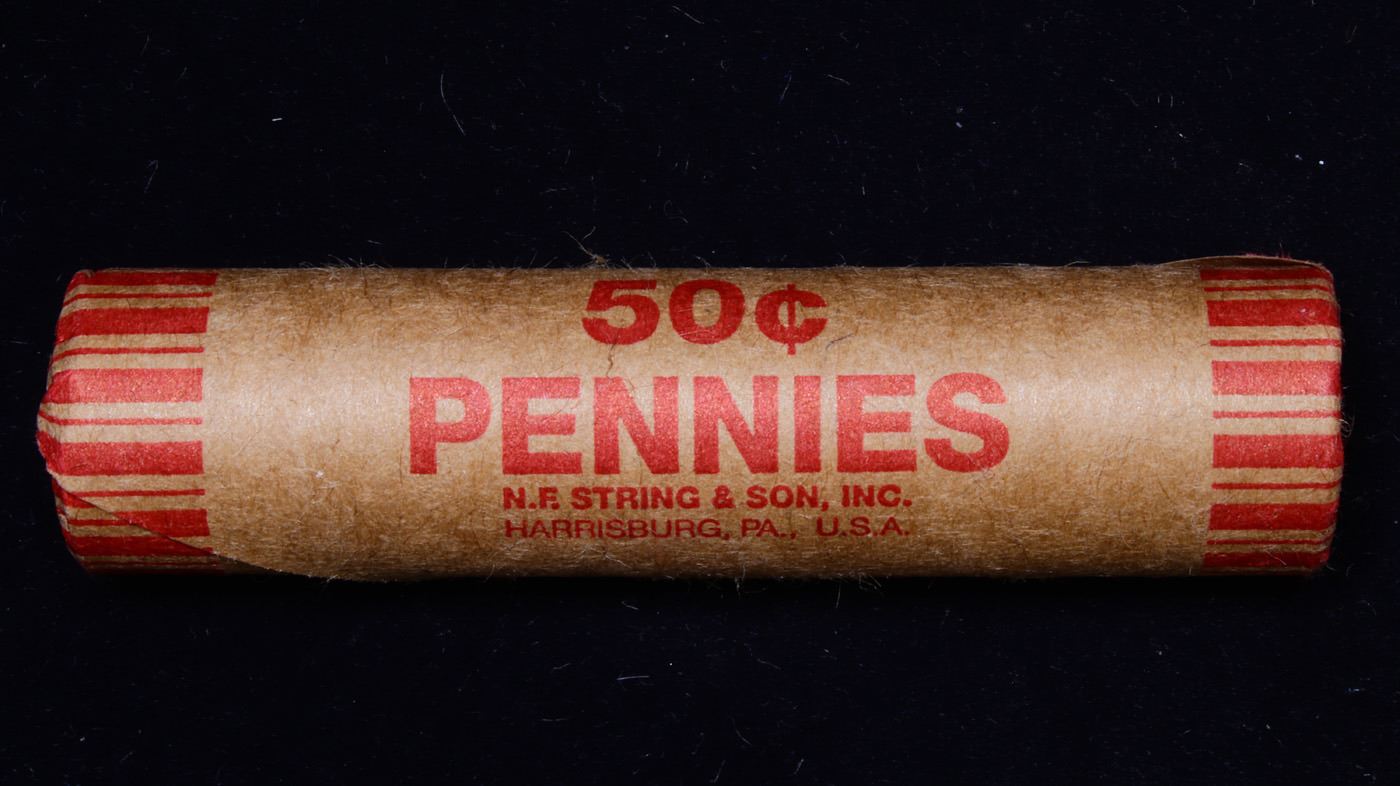 50¢
PENNIES
N.F. STRING & SON, INC.
HARRISBURG, PA., U.S.A.